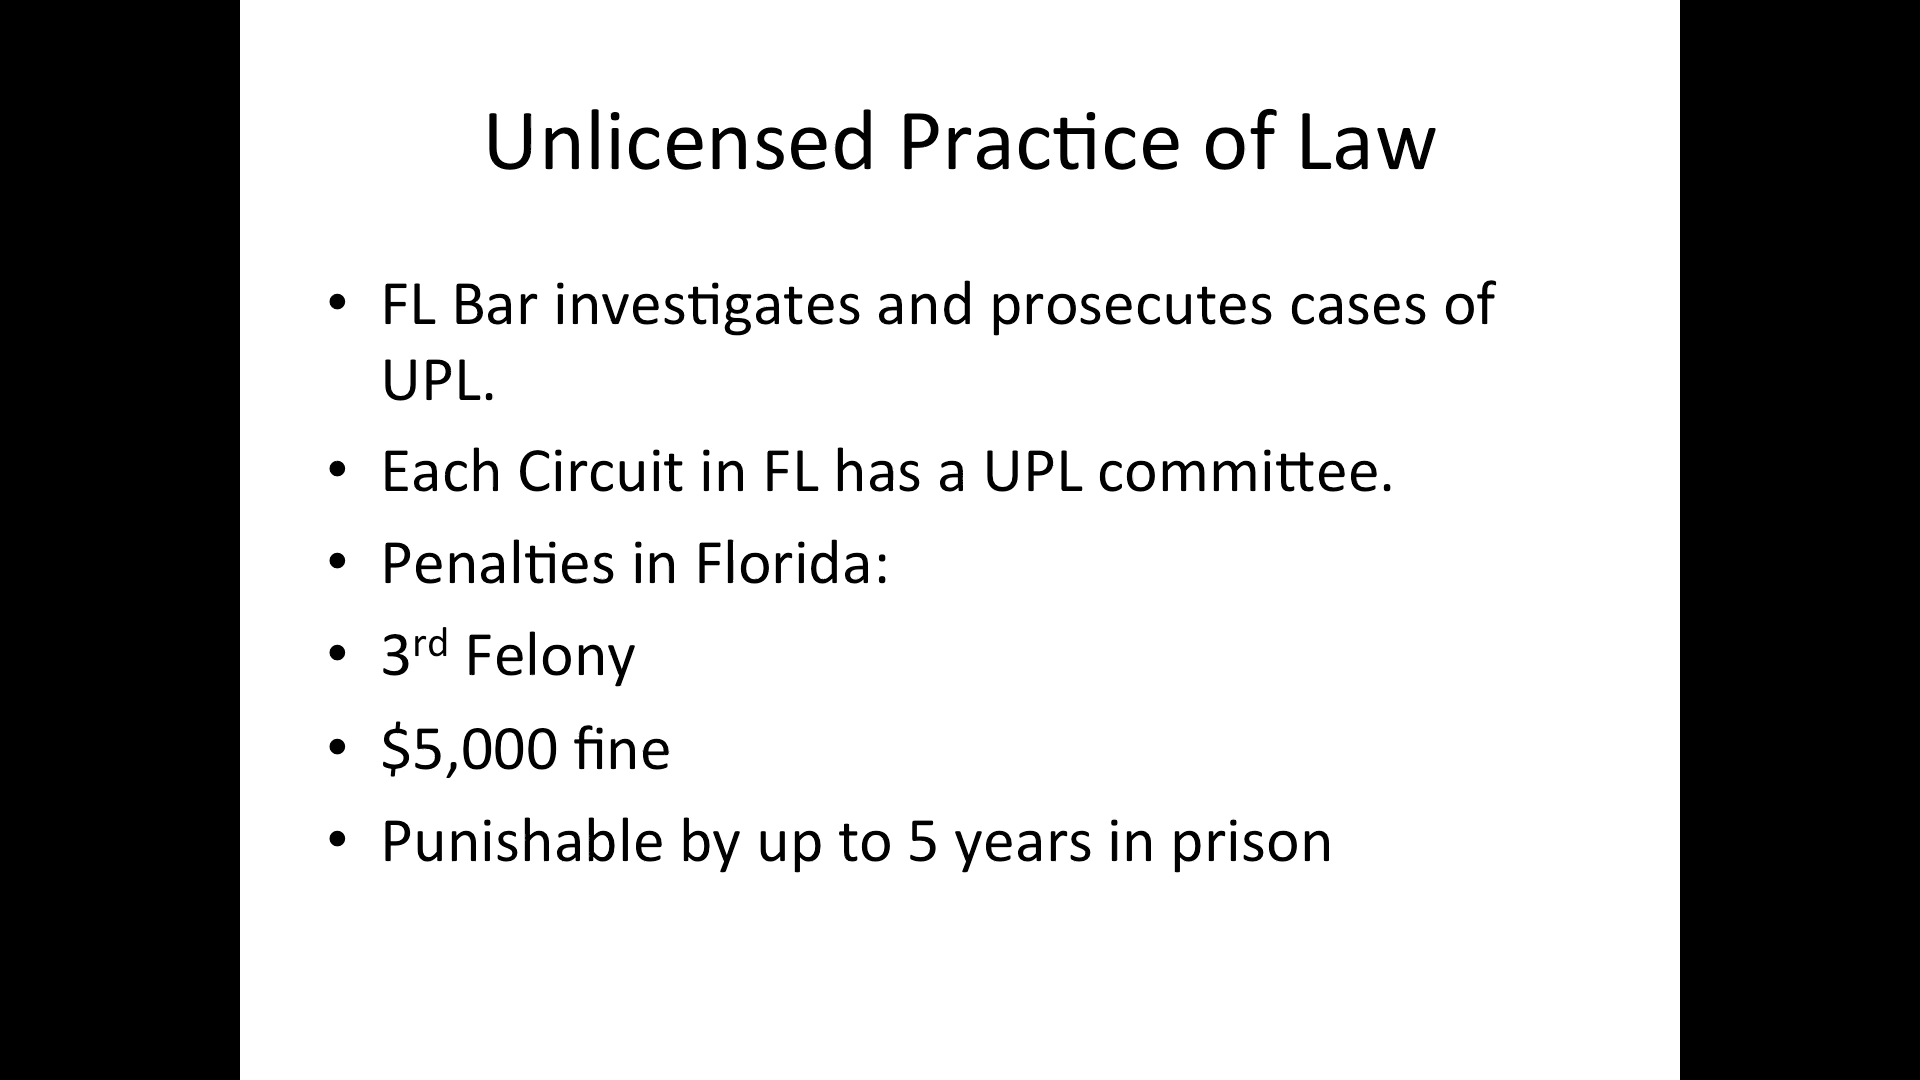 Unlicensed Practice of Law
• FL Bar investigates and prosecutes cases of
UPL.
• Each Circuit in FL has a UPL committee.
• Penalties in Florida:
• 3rd Felony
• $5,000 fine
• Punishable by up to 5 years in prison